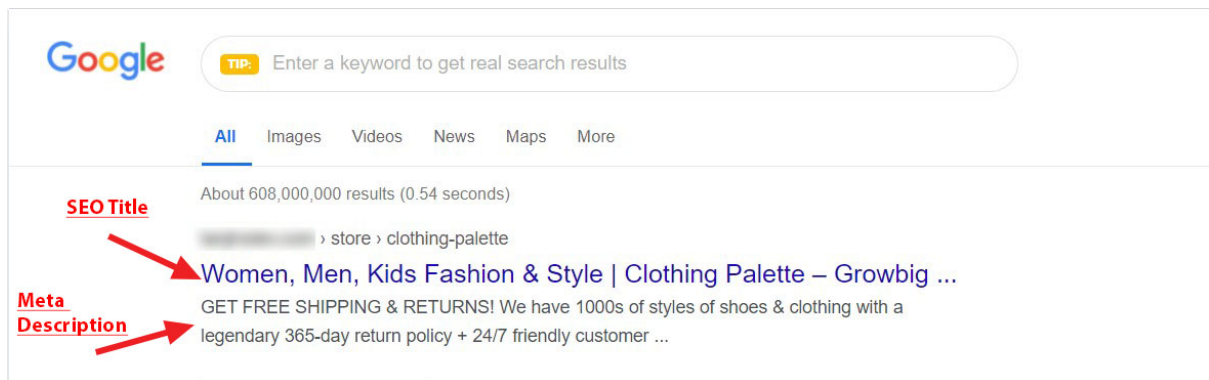 Google
TIP: Enter a keyword to get real search results
All Images Videos News Maps More
About 608,000,000 results (0.54 seconds)
SEO Title
› store › clothing-palette
Women, Men, Kids Fashion & Style | Clothing Palette – Growbig ...
Meta
Description
GET FREE SHIPPING & RETURNS! We have 1000s of styles of shoes & clothing with a
legendary 365-day return policy + 24/7 friendly customer ...